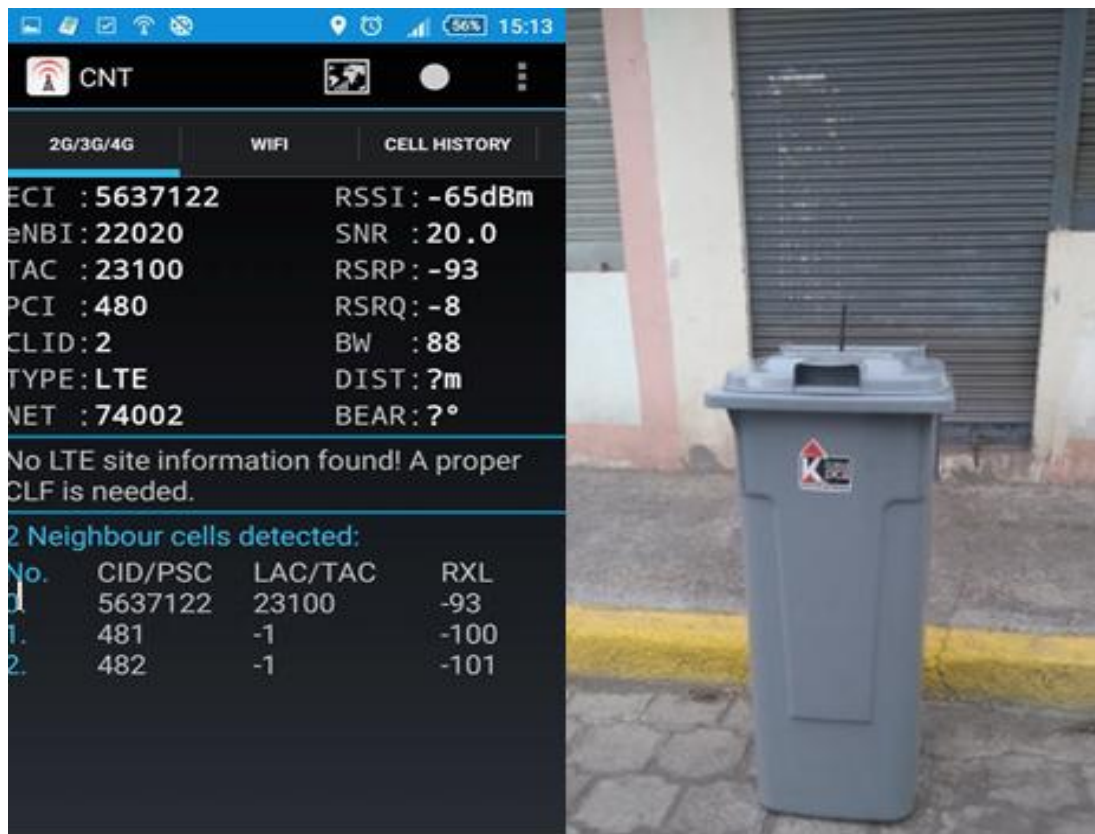 56% 15:13
CNT
2G/3G/4G WIFI CELL HISTORY
ECI :5637122 RSSI:-65dBm
eNBI:22020 SNR :20.0
TAC :23100 RSRP:-93
PCI :480 RSRQ:-8
CLID:2 BW :88
TYPE:LTE DIST:?m
NET :74002 BEAR:?°
No LTE site information found! A proper
CLF is needed.
2 Neighbour cells detected:
No. CID/PSC LAC/TAC RXL
0. 5637122 23100 -93
1. 481 -1 -100
2. 482 -1 -101
K